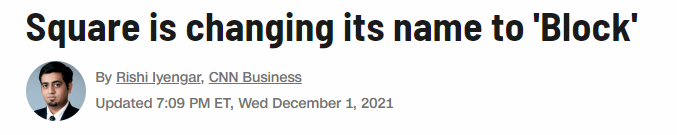 Square is changing its name to 'Block'
By Rishi Iyengar, CNN Business
Updated 7:09 PM ET, Wed December 1, 2021